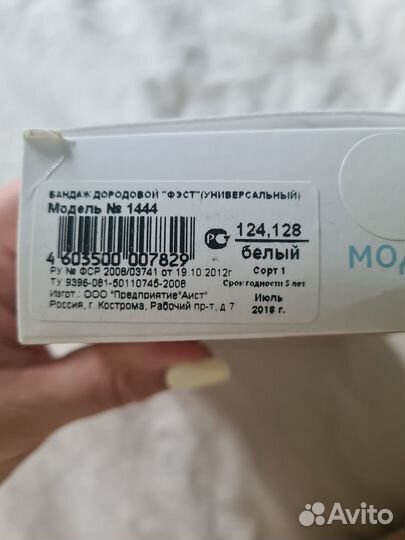 БАНДАЖ ДОРОДОВОЙ "ФЭСТ"(УНИВЕРСАЛЬНЫЙ)
Модель № 1444
124,128
белый
4 603500 007829
РУ № ФСР 2008/03741 от 19.10.2012г
ТУ 9396-081-50110745-2008
Изгот.: ООО "Предприятие"Аист"
Россия, г. Кострома, Рабочий пр-т, д 7
Сорт 1
Срок годности 5 лет
Июль
2018 г.
МОД
Avito